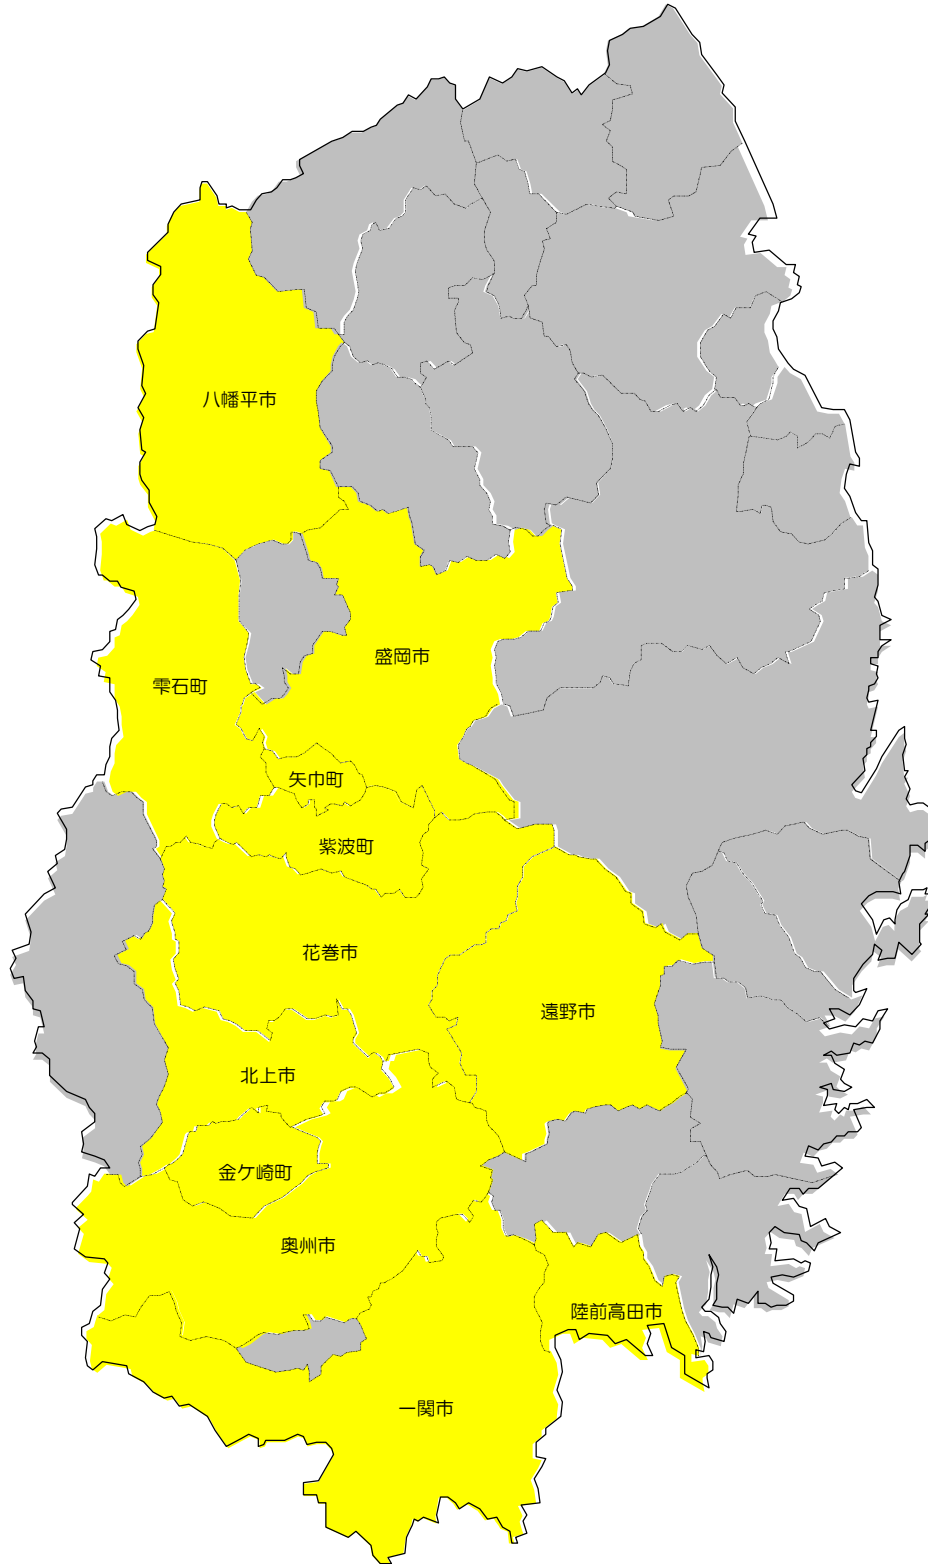 八幡平市
盛岡市
雫石町
矢巾町
紫波町
花巻市
遠野市
北上市
金ケ崎町
奥州市
陸前高田市
一関市